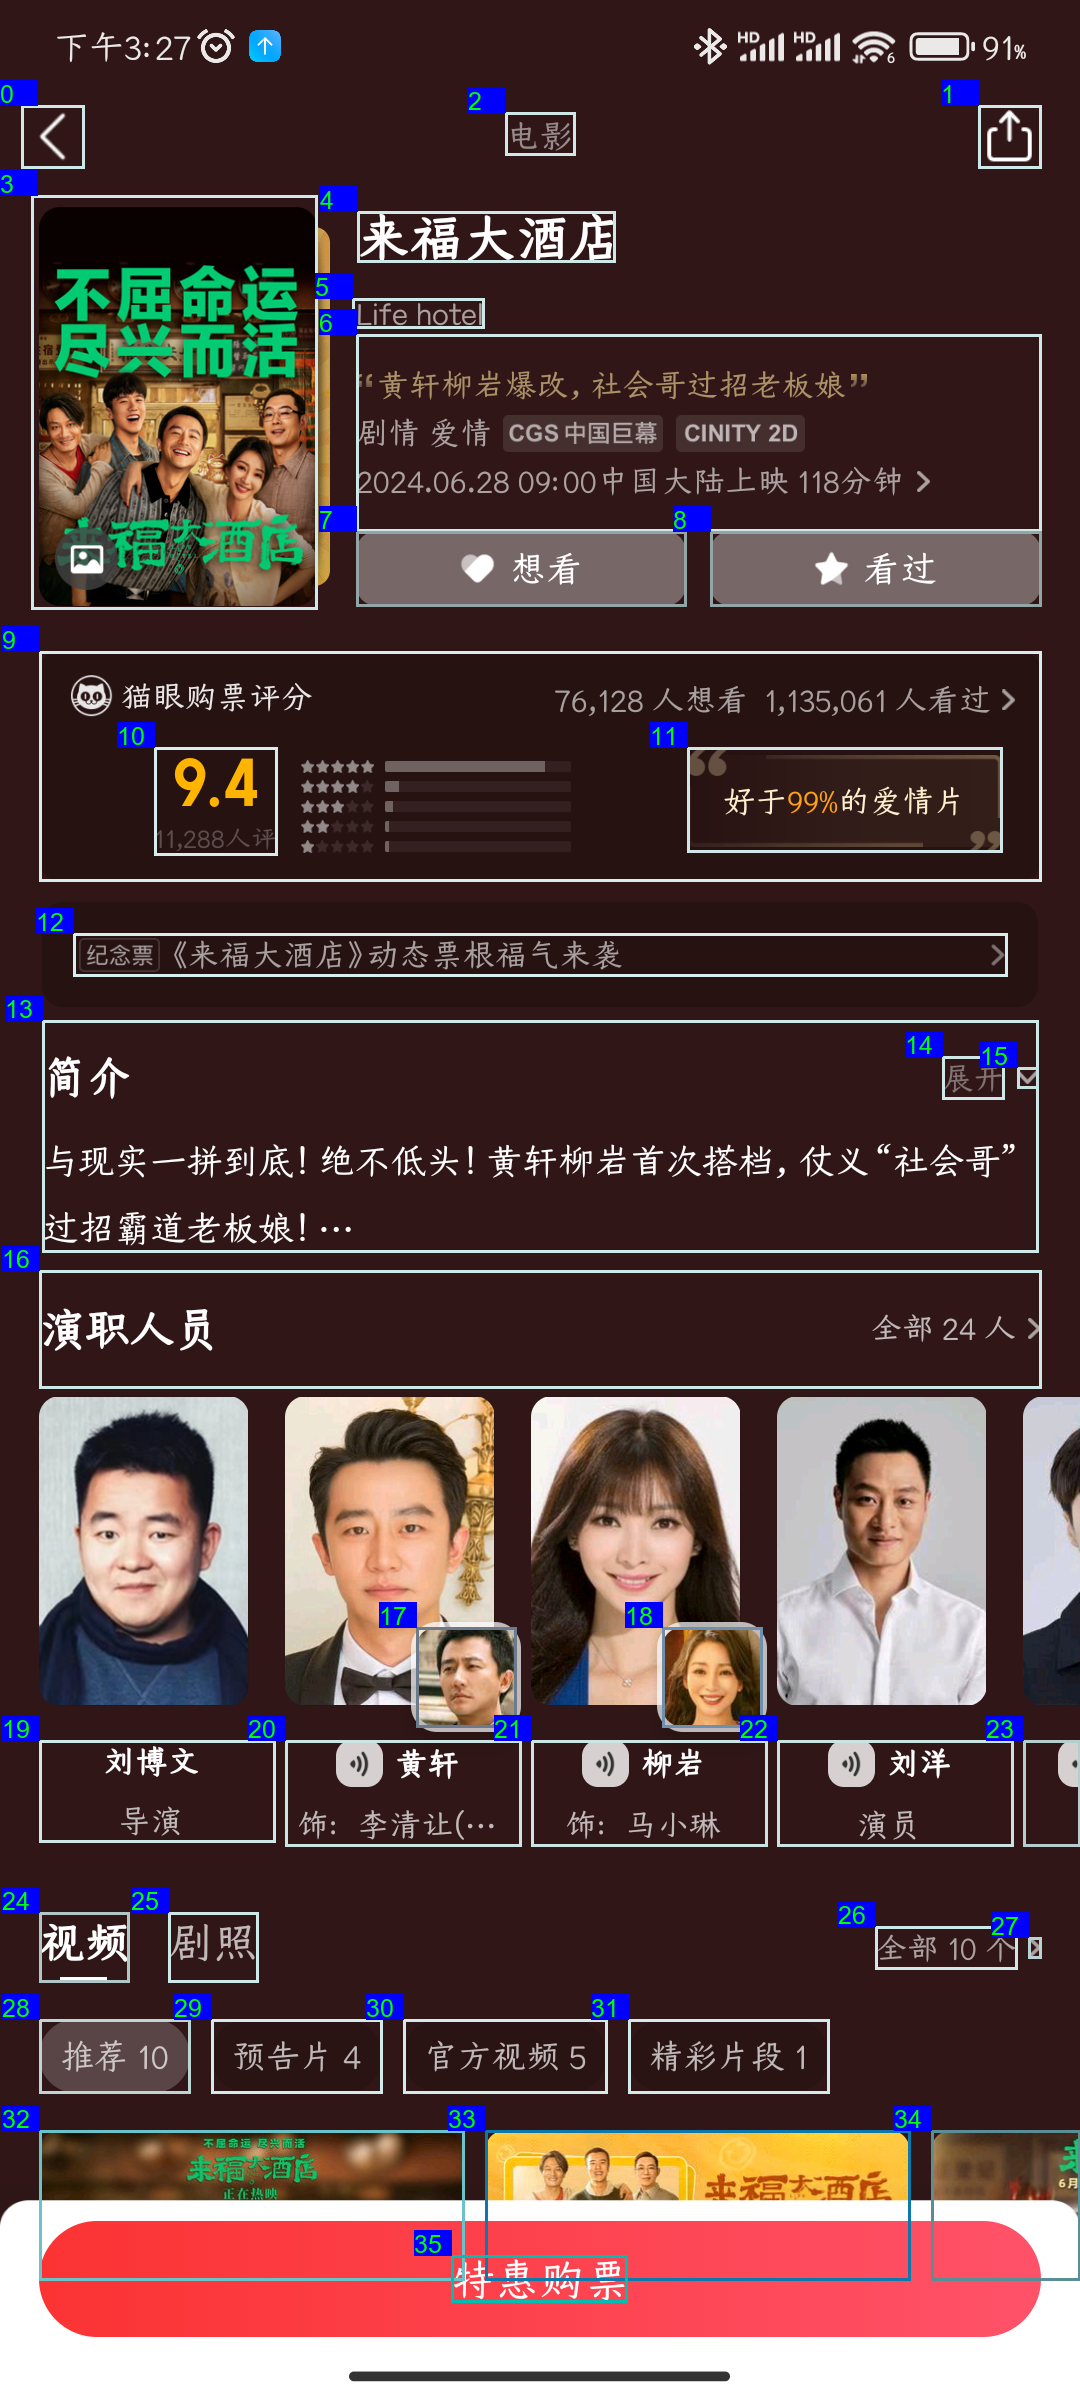 下午3:27
HD HD 6 91%
0
1
2
电影
3
不屈命运
尽兴而活
来福大酒店
4
来福大酒店
5
Life hotel
6
“黄轩柳岩爆改，社会哥过招老板娘”
剧情 爱情 CGS 中国巨幕 CINITY 2D
2024.06.28 09:00中国大陆上映 118分钟
7
想看
8
看过
9
猫眼购票评分
76,128 人想看 1,135,061 人看过
10
9.4
11,288人评
11
好于99%的爱情片
12
纪念票 《来福大酒店》动态票根福气来袭
13
简介
14
展开
15
与现实一拼到底！绝不低头！黄轩柳岩首次搭档，仗义“社会哥”
过招霸道老板娘！…
16
演职人员
全部 24 人
17
18
19
刘博文
导演
20
黄轩
饰：李清让(…
21
柳岩
饰：马小琳
22
刘洋
演员
23
24
视频
25
剧照
26
全部 10 个
27
28
推荐 10
29
预告片 4
30
官方视频 5
31
精彩片段 1
32
不屈命运 尽兴而活
来福大酒店
正在热映
33
来福大酒店
34
35
特惠购票